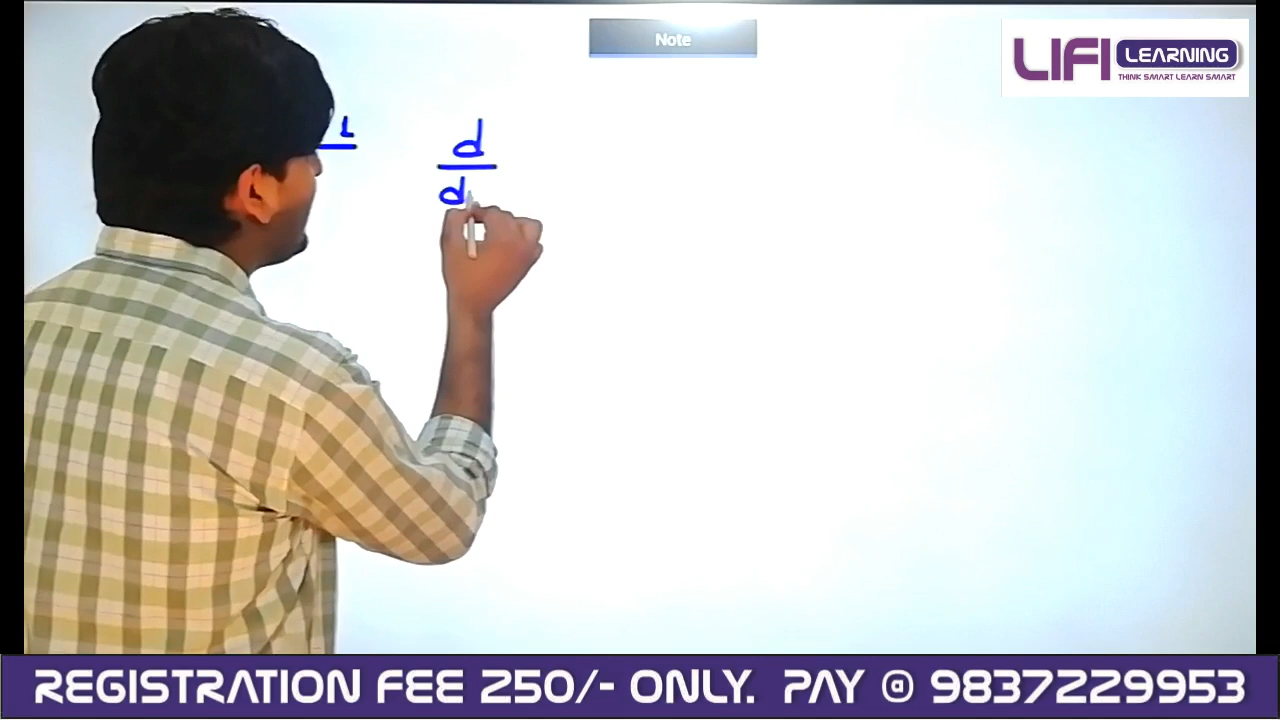 Note
LIFI LEARNING
THINK SMART LEARN SMART
d
d
REGISTRATION FEE 250/- ONLY. PAY @ 9837229953